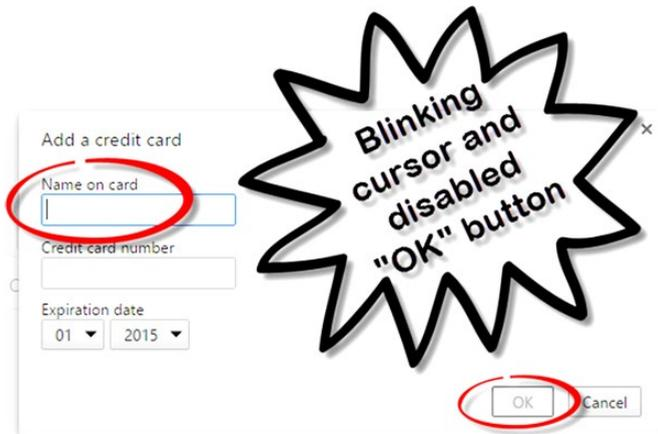 Blinking
cursor and
disabled
"OK" button
×
Add a credit card
Name on card
Credit card number
Expiration date
01 2015
OK Cancel